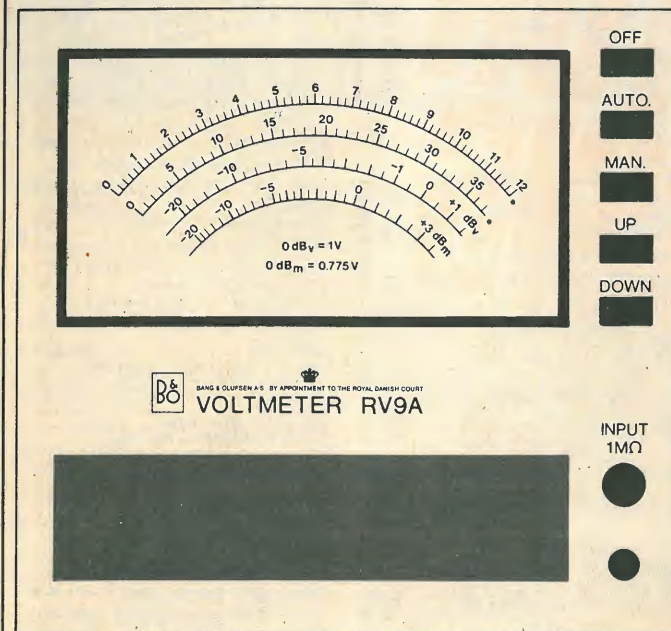 OFF
AUTO.
MAN.
UP
DOWN
0 1 2 3 4 5 6 7 8 9 10 11 12
0 5 10 15 20 25 30 35
-20 -10 -5 -1 0 +1 dBv
-20 -10 -5 0 +3 dBm
0 dBv = 1V
0 dBm = 0.775V
B&O
BANG & OLUFSEN A·S BY APPOINTMENT TO THE ROYAL DANISH COURT
VOLTMETER RV9A
INPUT
1MΩ